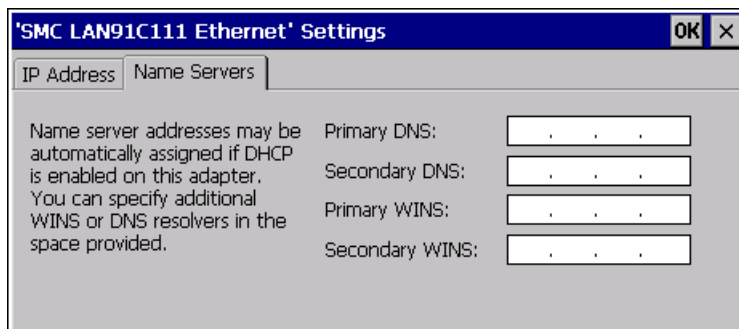 'SMC LAN91C111 Ethernet' Settings
OK ×
IP Address
Name Servers
Name server addresses may be
automatically assigned if DHCP
is enabled on this adapter.
You can specify additional
WINS or DNS resolvers in the
space provided.
Primary DNS: . . .
Secondary DNS: . . .
Primary WINS: . . .
Secondary WINS: . . .